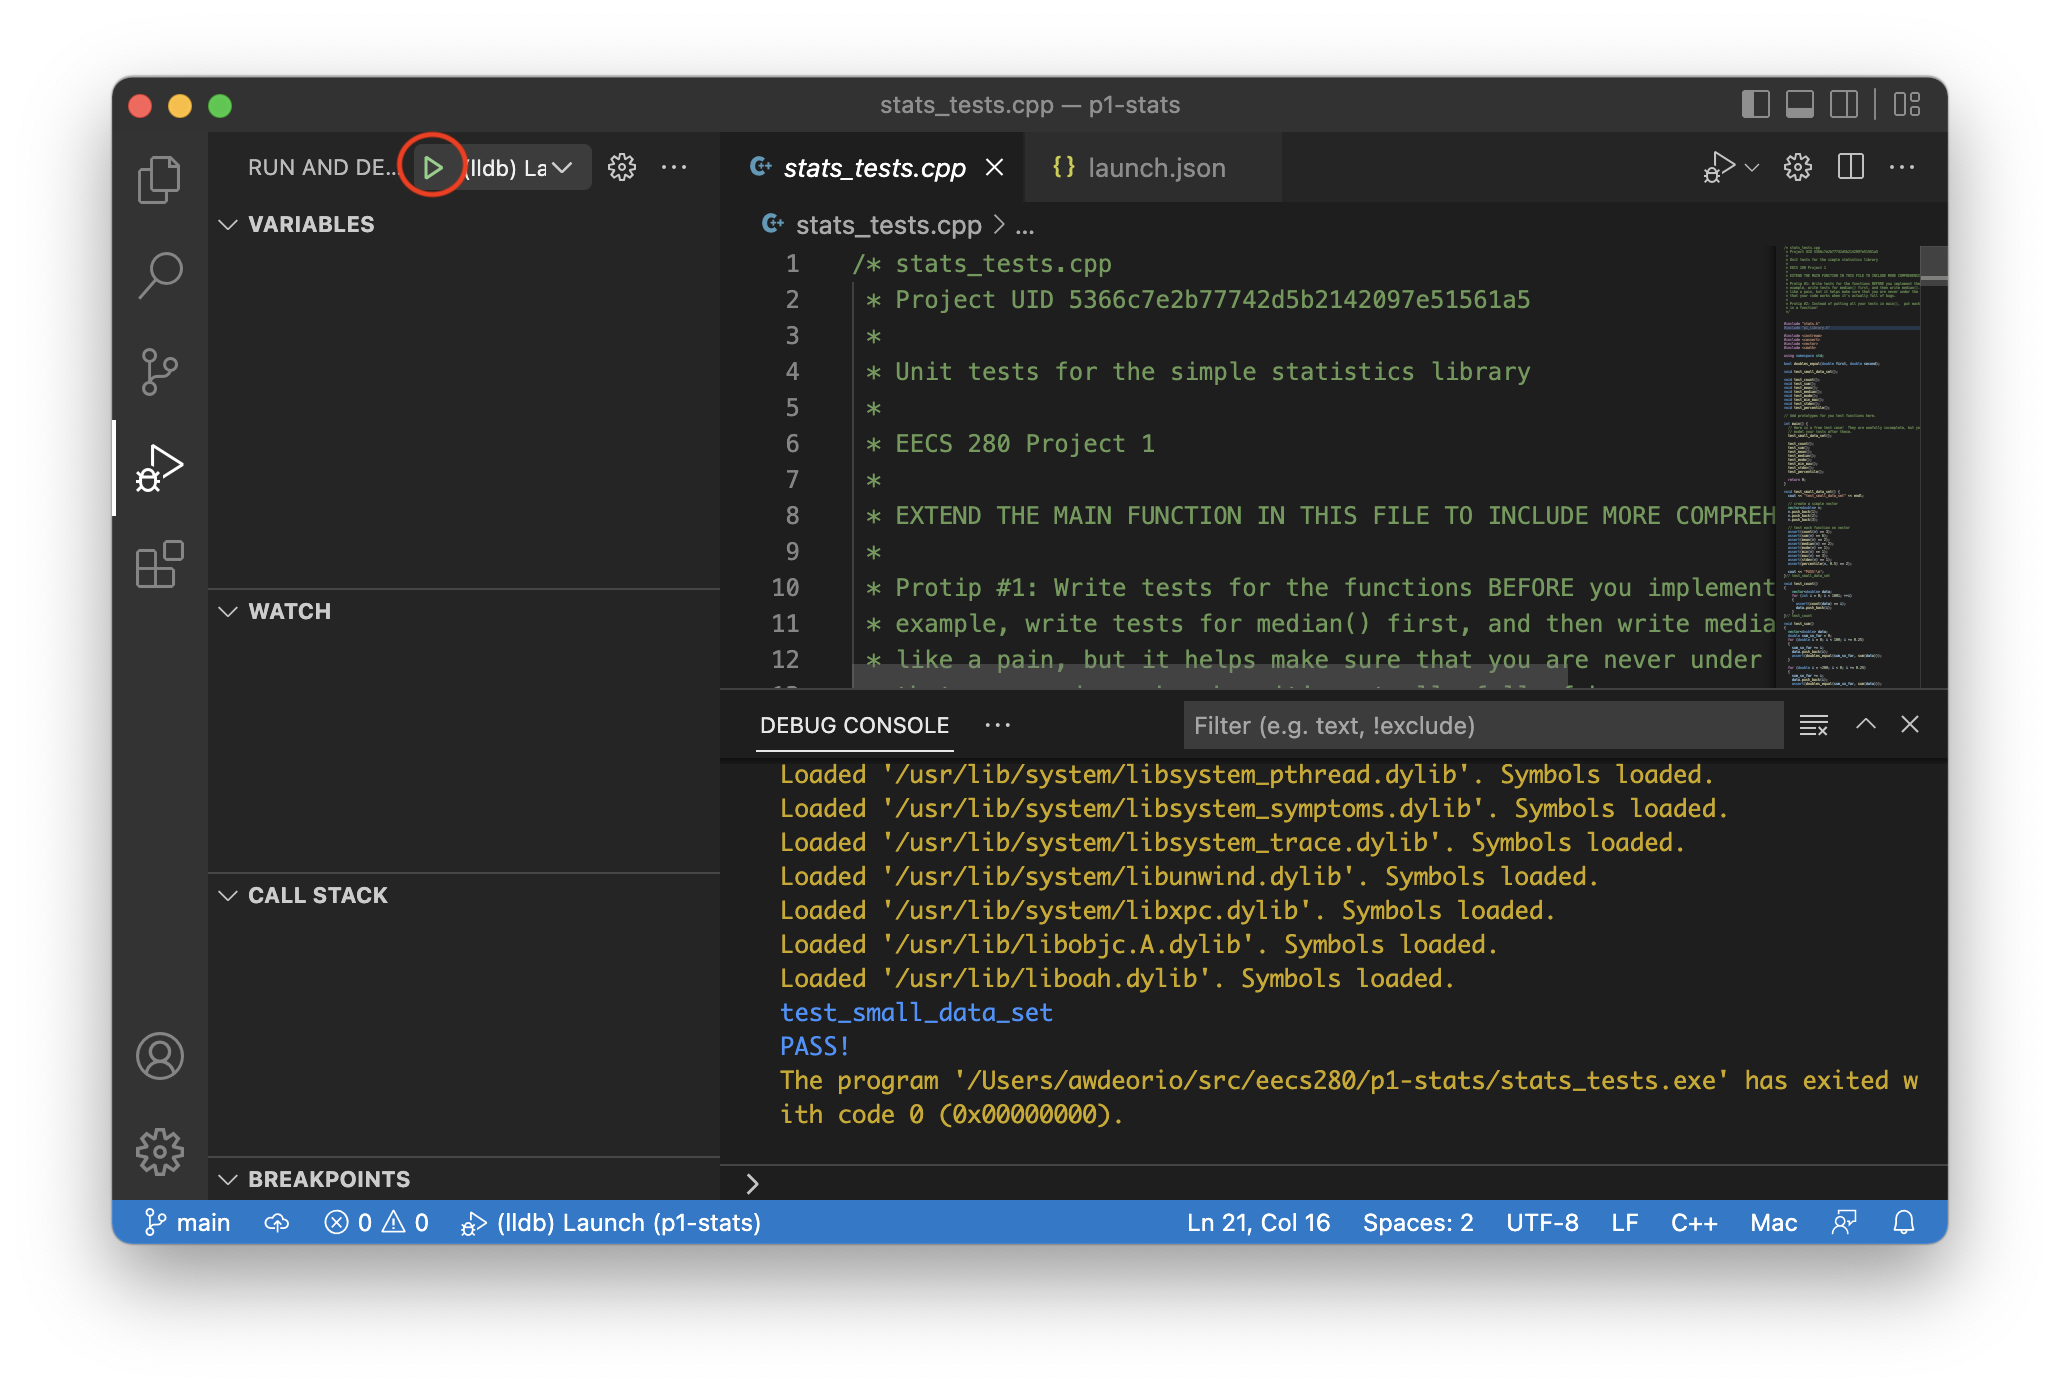 stats_tests.cpp — p1-stats
RUN AND DE...
(lldb) La
stats_tests.cpp
{} launch.json
VARIABLES
stats_tests.cpp > ...
1 /* stats_tests.cpp
2 * Project UID 5366c7e2b77742d5b2142097e51561a5
3 *
4 * Unit tests for the simple statistics library
5 *
6 * EECS 280 Project 1
7 *
8 * EXTEND THE MAIN FUNCTION IN THIS FILE TO INCLUDE MORE COMPREH
9 *
10 * Protip #1: Write tests for the functions BEFORE you implement
11 * example, write tests for median() first, and then write media
12 * like a pain, but it helps make sure that you are never under
WATCH
CALL STACK
BREAKPOINTS
DEBUG CONSOLE
Filter (e.g. text, !exclude)
Loaded '/usr/lib/system/libsystem_pthread.dylib'. Symbols loaded.
Loaded '/usr/lib/system/libsystem_symptoms.dylib'. Symbols loaded.
Loaded '/usr/lib/system/libsystem_trace.dylib'. Symbols loaded.
Loaded '/usr/lib/system/libunwind.dylib'. Symbols loaded.
Loaded '/usr/lib/system/libxpc.dylib'. Symbols loaded.
Loaded '/usr/lib/libobjc.A.dylib'. Symbols loaded.
Loaded '/usr/lib/liboah.dylib'. Symbols loaded.
test_small_data_set
PASS!
The program '/Users/awdeorio/src/eecs280/p1-stats/stats_tests.exe' has exited w
ith code 0 (0x00000000).
>
main
0
0
(lldb) Launch (p1-stats)
Ln 21, Col 16
Spaces: 2
UTF-8
LF
C++
Mac